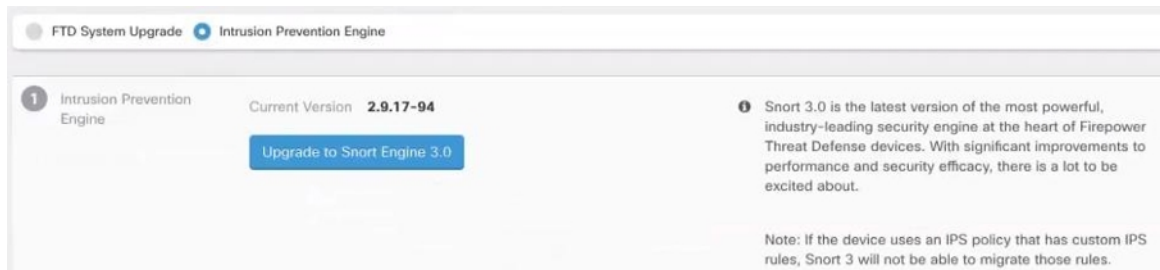 FTD System Upgrade Intrusion Prevention Engine
1 Intrusion Prevention
Engine
Current Version 2.9.17-94
Upgrade to Snort Engine 3.0
Snort 3.0 is the latest version of the most powerful,
industry-leading security engine at the heart of Firepower
Threat Defense devices. With significant improvements to
performance and security efficacy, there is a lot to be
excited about.
Note: If the device uses an IPS policy that has custom IPS
rules, Snort 3 will not be able to migrate those rules.